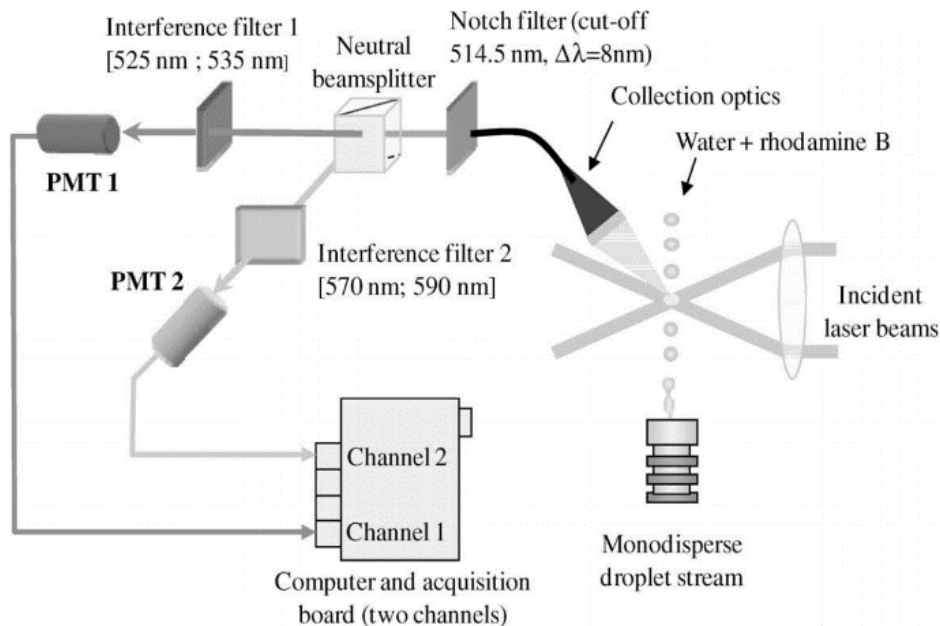 Interference filter 1
[525 nm ; 535 nm]
Neutral
beamsplitter
Notch filter (cut-off
514.5 nm, Δλ=8nm)
Collection optics
Water + rhodamine B
PMT 1
PMT 2
Interference filter 2
[570 nm; 590 nm]
Incident
laser beams
Channel 2
Channel 1
Computer and acquisition
board (two channels)
Monodisperse
droplet stream